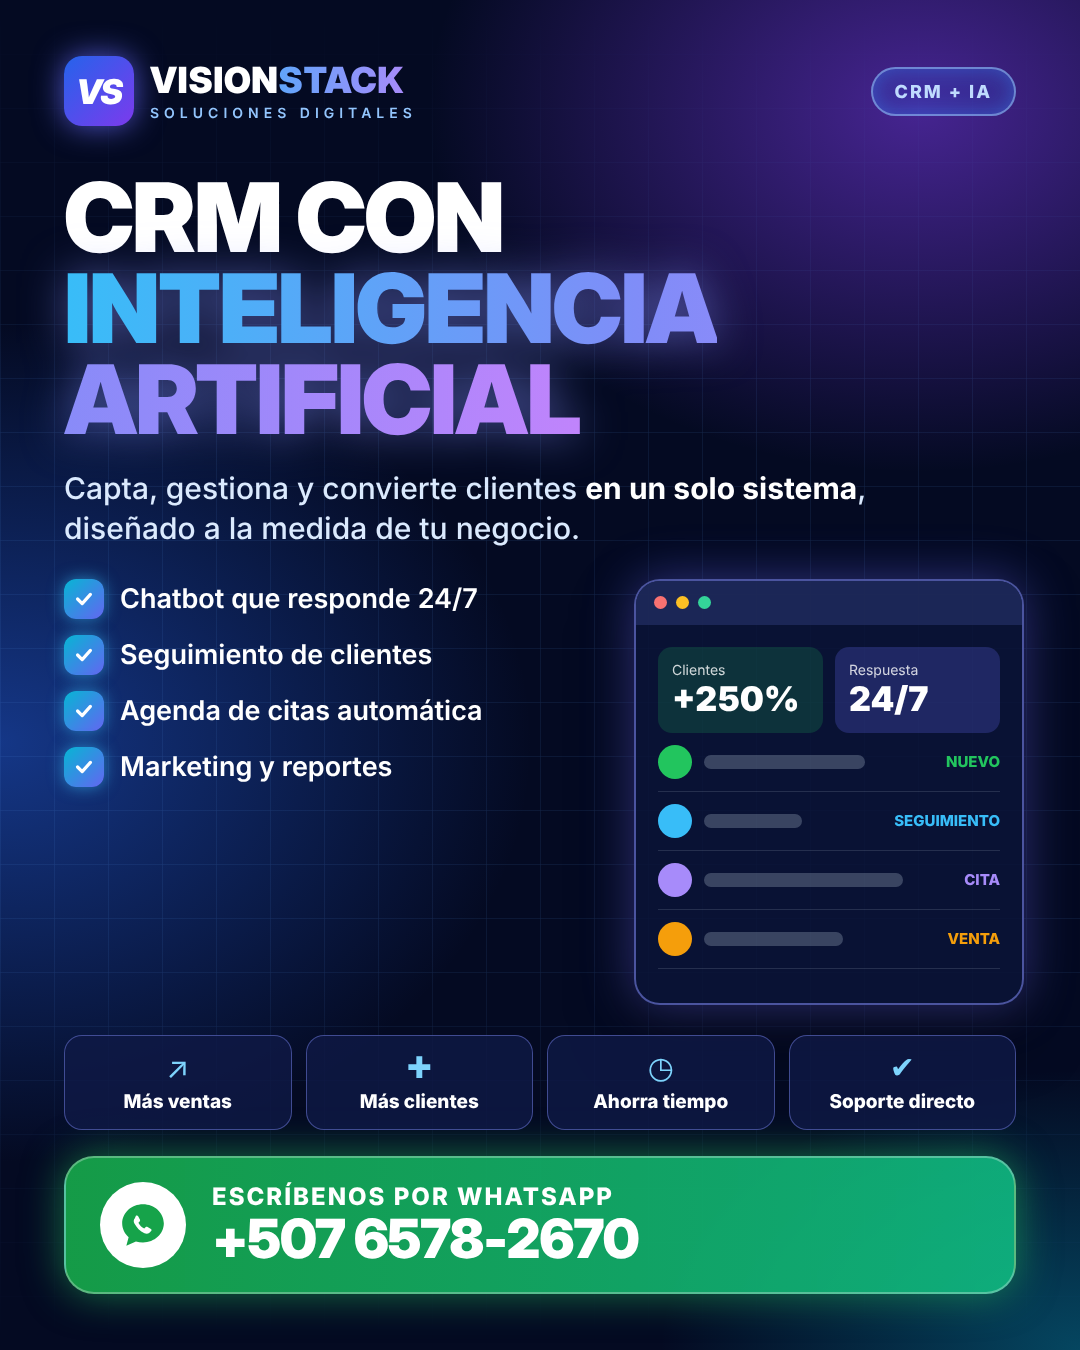 VS
VISIONSTACK
SOLUCIONES DIGITALES
CRM + IA
CRM CON
INTELIGENCIA
ARTIFICIAL
Capta, gestiona y convierte clientes en un solo sistema,
diseñado a la medida de tu negocio.
Chatbot que responde 24/7
Seguimiento de clientes
Agenda de citas automática
Marketing y reportes
Clientes
+250%
Respuesta
24/7
NUEVO
SEGUIMIENTO
CITA
VENTA
Más ventas
Más clientes
Ahorra tiempo
Soporte directo
ESCRÍBENOS POR WHATSAPP
+507 6578-2670